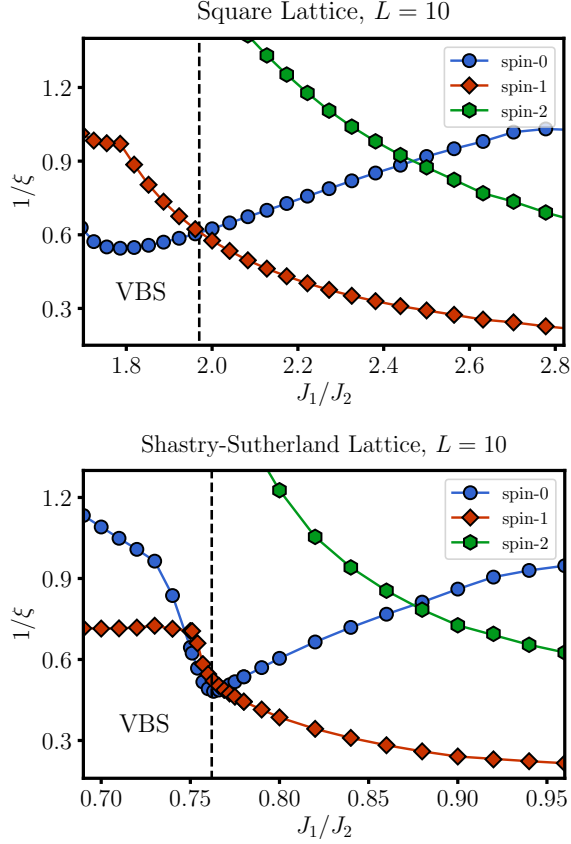 Square Lattice, L = 10
1.2
0.9
0.6
0.3
1/ξ
spin-0
spin-1
spin-2
VBS
1.8 2.0 2.2 2.4 2.6 2.8
J₁/J₂
Shastry-Sutherland Lattice, L = 10
1.2
0.9
0.6
0.3
1/ξ
spin-0
spin-1
spin-2
VBS
0.70 0.75 0.80 0.85 0.90 0.95
J₁/J₂